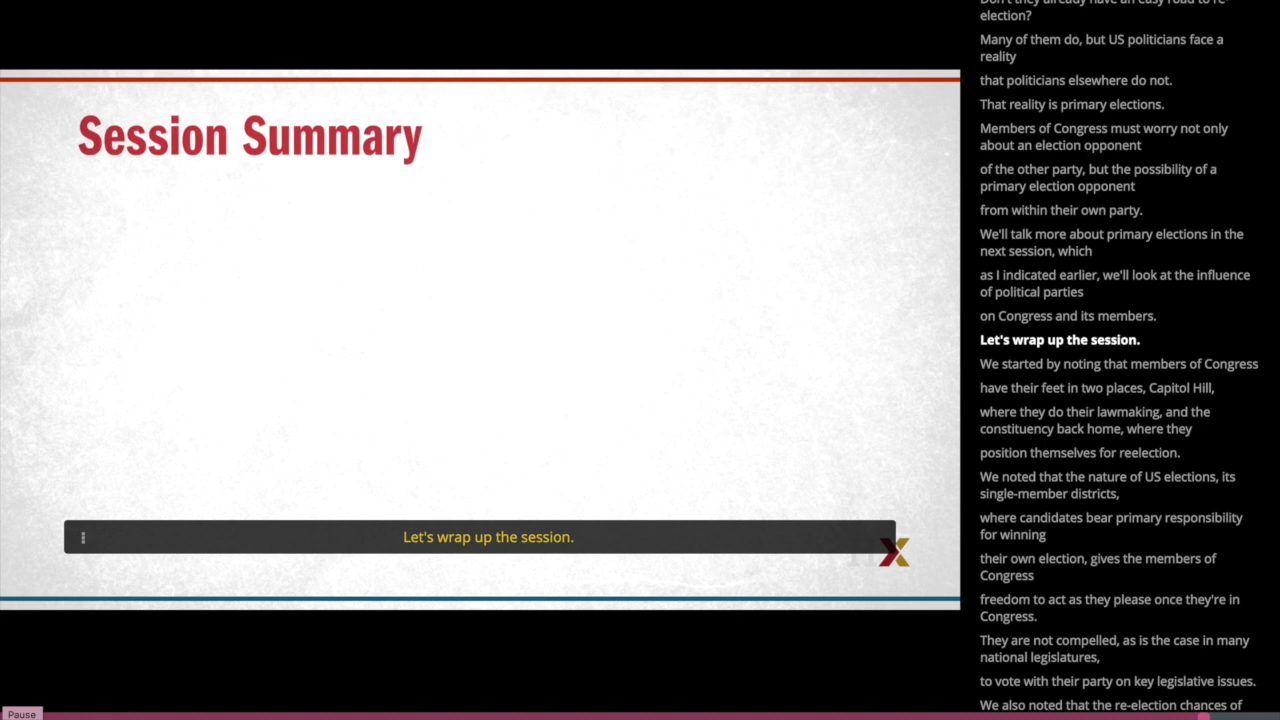 Session Summary
Let's wrap up the session.
Pause
Don't they already have an easy road to re-
election?
Many of them do, but US politicians face a
reality
that politicians elsewhere do not.
That reality is primary elections.
Members of Congress must worry not only
about an election opponent
of the other party, but the possibility of a
primary election opponent
from within their own party.
We'll talk more about primary elections in the
next session, which
as I indicated earlier, we'll look at the influence
of political parties
on Congress and its members.
Let's wrap up the session.
We started by noting that members of Congress
have their feet in two places, Capitol Hill,
where they do their lawmaking, and the
constituency back home, where they
position themselves for reelection.
We noted that the nature of US elections, its
single-member districts,
where candidates bear primary responsibility
for winning
their own election, gives the members of
Congress
freedom to act as they please once they're in
Congress.
They are not compelled, as is the case in many
national legislatures,
to vote with their party on key legislative issues.
We also noted that the re-election chances of